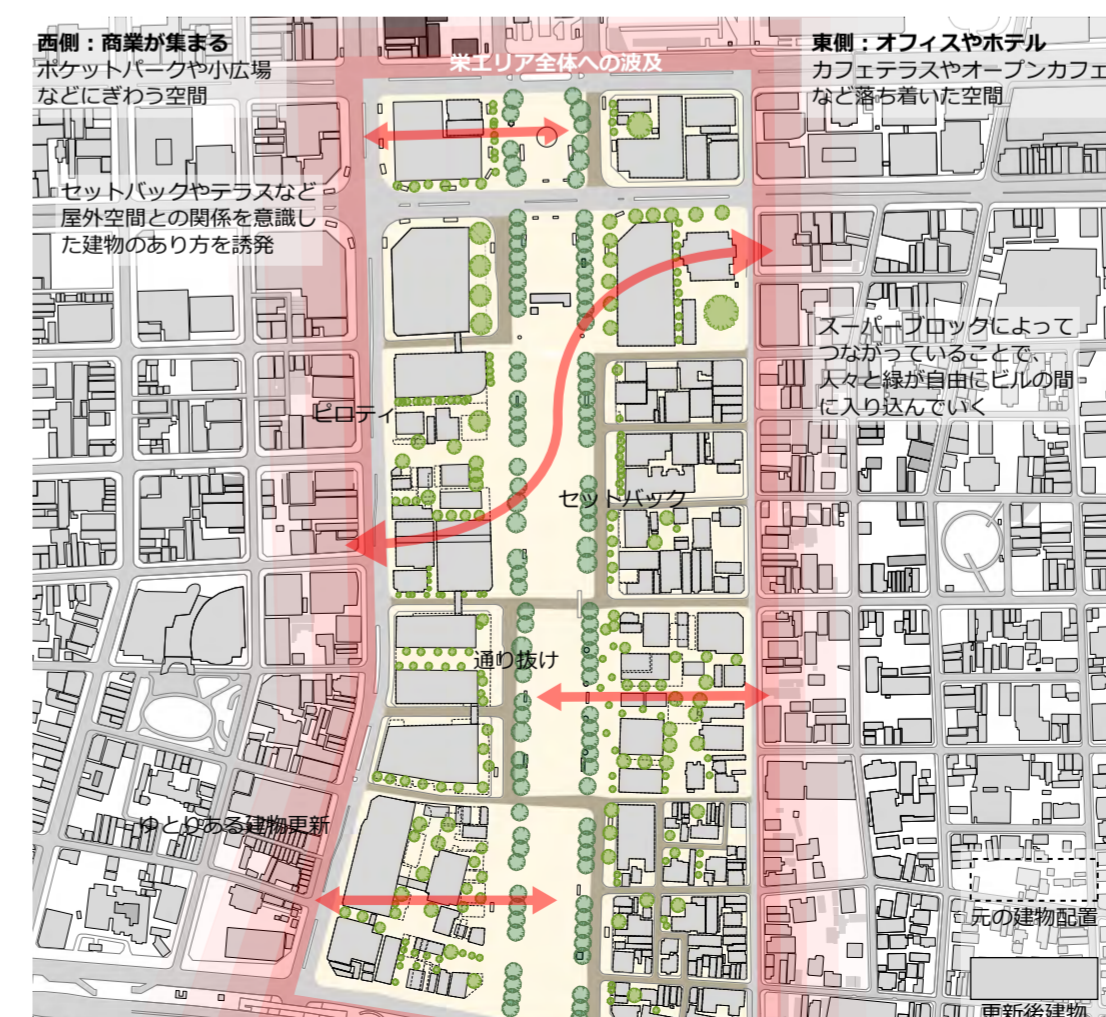 西側：商業が集まる
ポケットパークや小広場
などにぎわう空間
栄エリア全体への波及
東側：オフィスやホテル
カフェテラスやオープンカフェ
など落ち着いた空間
セットバックやテラスなど
屋外空間との関係を意識し
た建物のあり方を誘発
スーパーブロックによって
つながっていることで、
人々と緑が自由にビルの間
に入り込んでいく
ピロティ
セットバック
通り抜け
ゆとりある建物更新
元の建物配置
更新後建物